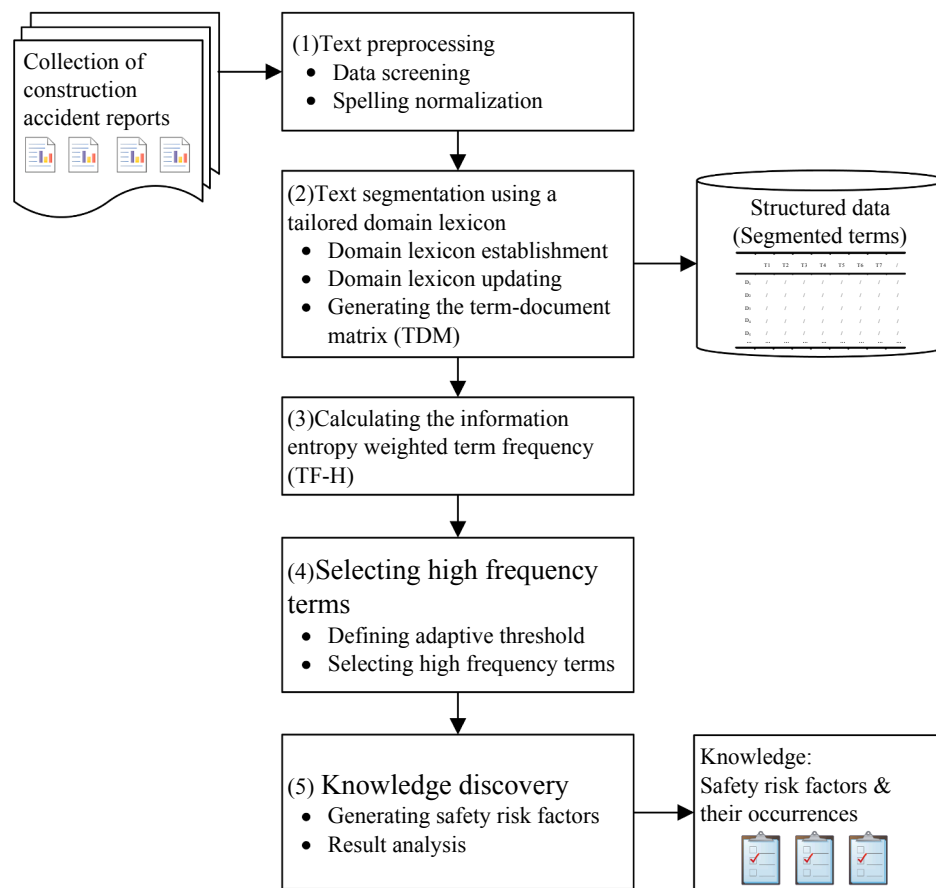 Collection of
construction
accident reports
(1)Text preprocessing
• Data screening
• Spelling normalization
(2)Text segmentation using a
tailored domain lexicon
• Domain lexicon establishment
• Domain lexicon updating
• Generating the term-document
matrix (TDM)
Structured data
(Segmented terms)
T1 T2 T3 T4 T5 T6 T7 /
D₁ / / / / / / / /
D₂ / / / / / / / /
/ / / / / / / /
/ / / / / / / /
/ / / / / / / /
... ... ... ... ... ... ... ... ...
(3)Calculating the information
entropy weighted term frequency
(TF-H)
(4)Selecting high frequency
terms
• Defining adaptive threshold
• Selecting high frequency terms
(5) Knowledge discovery
• Generating safety risk factors
• Result analysis
Knowledge:
Safety risk factors &
their occurrences